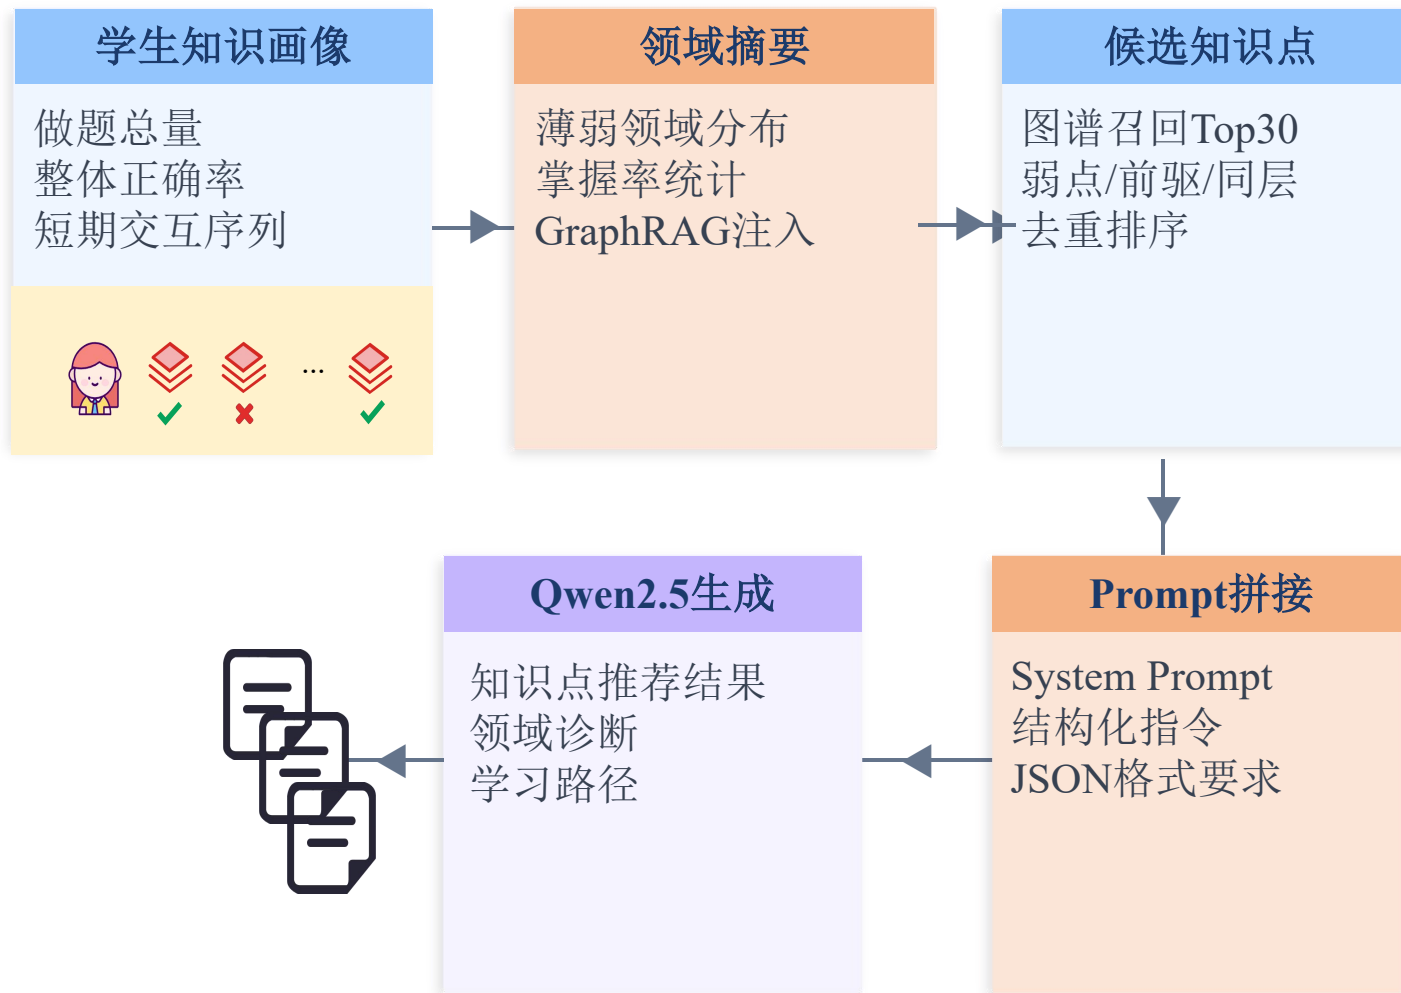 学生知识画像
做题总量
整体正确率
短期交互序列
...
领域摘要
薄弱领域分布
掌握率统计
GraphRAG注入
候选知识点
图谱召回Top30
弱点/前驱/同层
去重排序
Prompt拼接
System Prompt
结构化指令
JSON格式要求
Qwen2.5生成
知识点推荐结果
领域诊断
学习路径